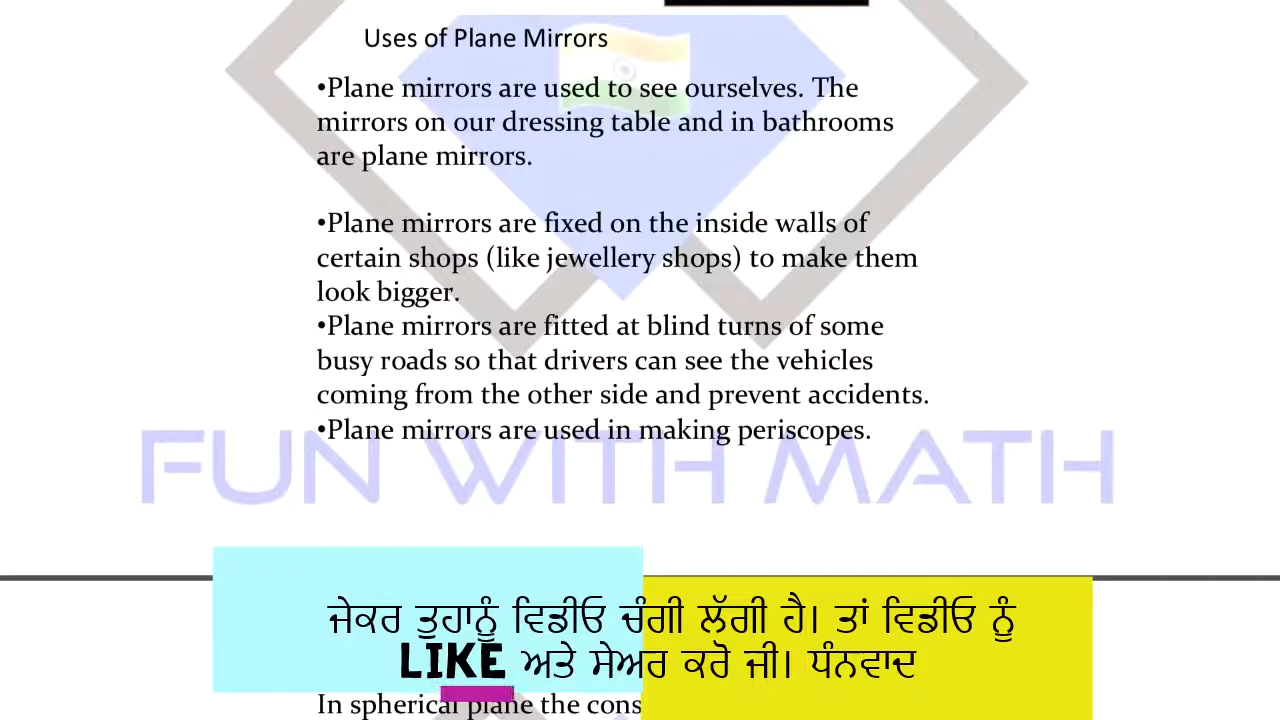 Uses of Plane Mirrors
•Plane mirrors are used to see ourselves. The
mirrors on our dressing table and in bathrooms
are plane mirrors.
•Plane mirrors are fixed on the inside walls of
certain shops (like jewellery shops) to make them
look bigger.
•Plane mirrors are fitted at blind turns of some
busy roads so that drivers can see the vehicles
coming from the other side and prevent accidents.
•Plane mirrors are used in making periscopes.
FUN WITH MATH
ਜੇਕਰ ਤੁਹਾਨੂੰ ਵਿਡੀਓ ਚੰਗੀ ਲੱਗੀ ਹੈ। ਤਾਂ ਵਿਡੀਓ ਨੂੰ
LIKE ਅਤੇ ਸੇਅਰ ਕਰੋ ਜੀ। ਧੰਨਵਾਦ
In spherical plane the